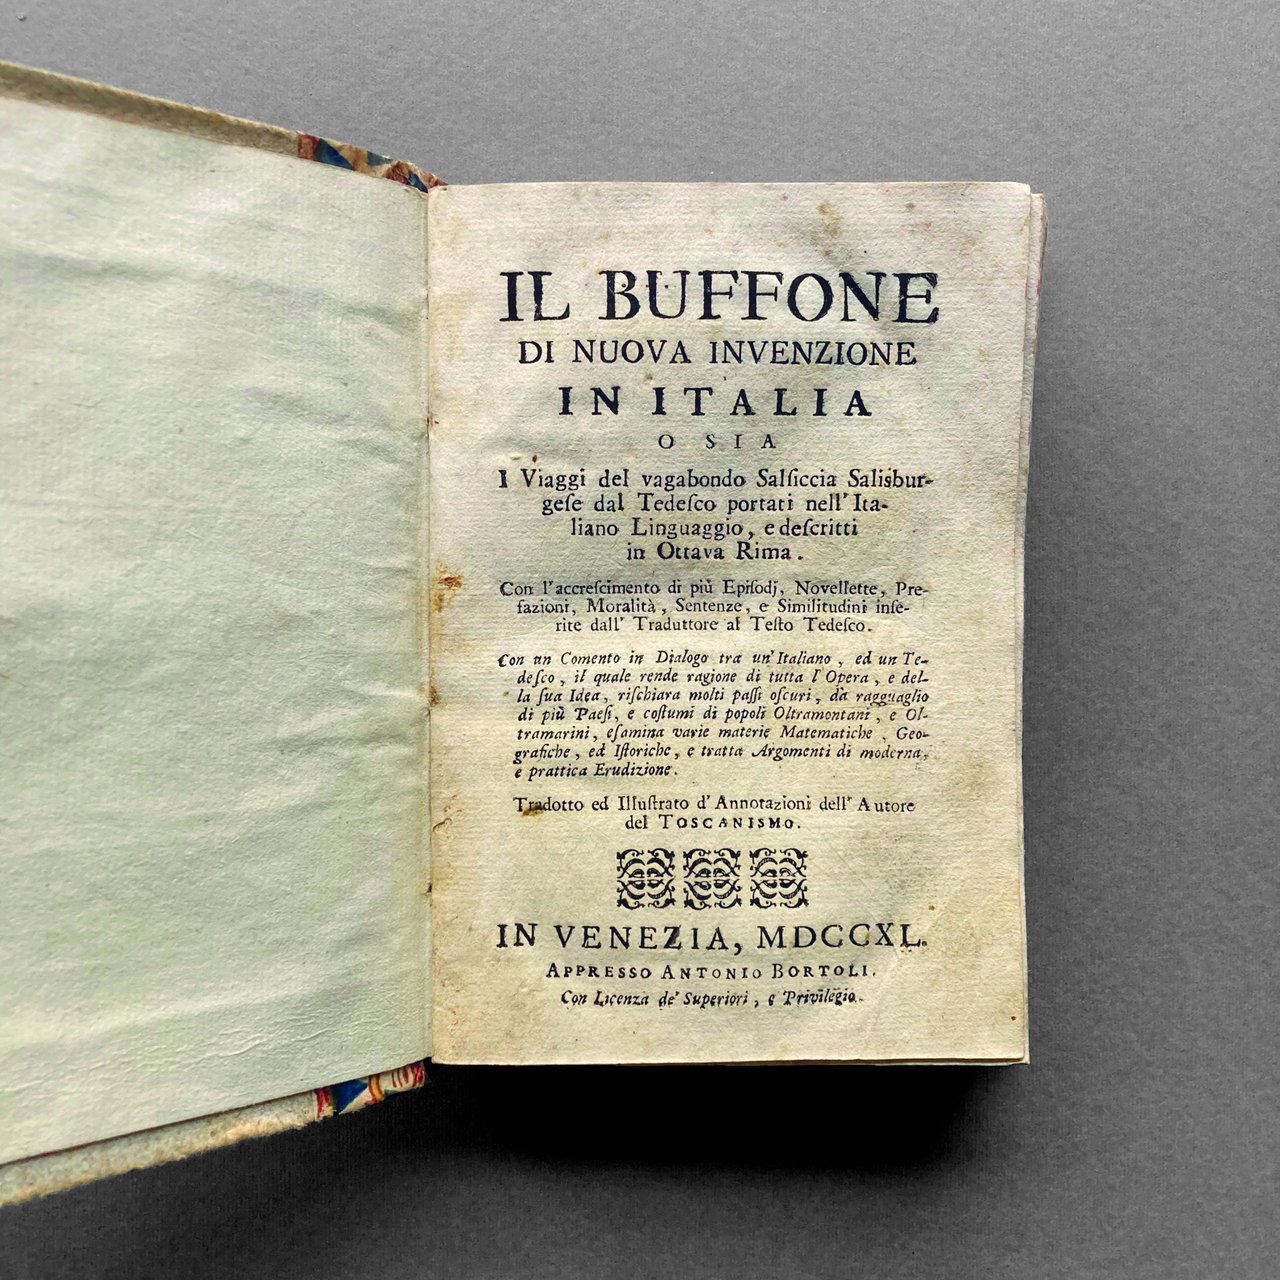 IL BUFFONE
DI NUOVA INVENZIONE
IN ITALIA
O SIA
I Viaggi del vagabondo Salſiccia Salisbur-
geſe dal Tedeſco portati nell' Ita-
liano Linguaggio, e deſcritti
in Ottava Rima.
Con l'accreſcimento di più Epiſodj, Novellette, Pre-
fazioni, Moralità, Sentenze, e Similitudini inſe-
rite dall' Traduttore al Teſto Tedeſco.
Con un Comento in Dialogo tra un' Italiano, ed un Te-
deſco, il quale rende ragione di tutta l'Opera, e del-
la ſua Idea, riſchiara molti paſſi oſcuri, dà ragguaglio
di più Paeſi, e coſtumi di popoli Oltramontani, e Ol-
tramarini, eſamina varie materie Matematiche, Geo-
grafiche, ed Iſtoriche, e tratta Argomenti di moderna,
e prattica Erudizione.
Tradotto ed Illuſtrato d'Annotazioni dell' Autore
del TOSCANISMO.
IN VENEZIA, MDCCXL.
APPRESSO ANTONIO BORTOLI.
Con Licenza de' Superiori, e Privilegio.